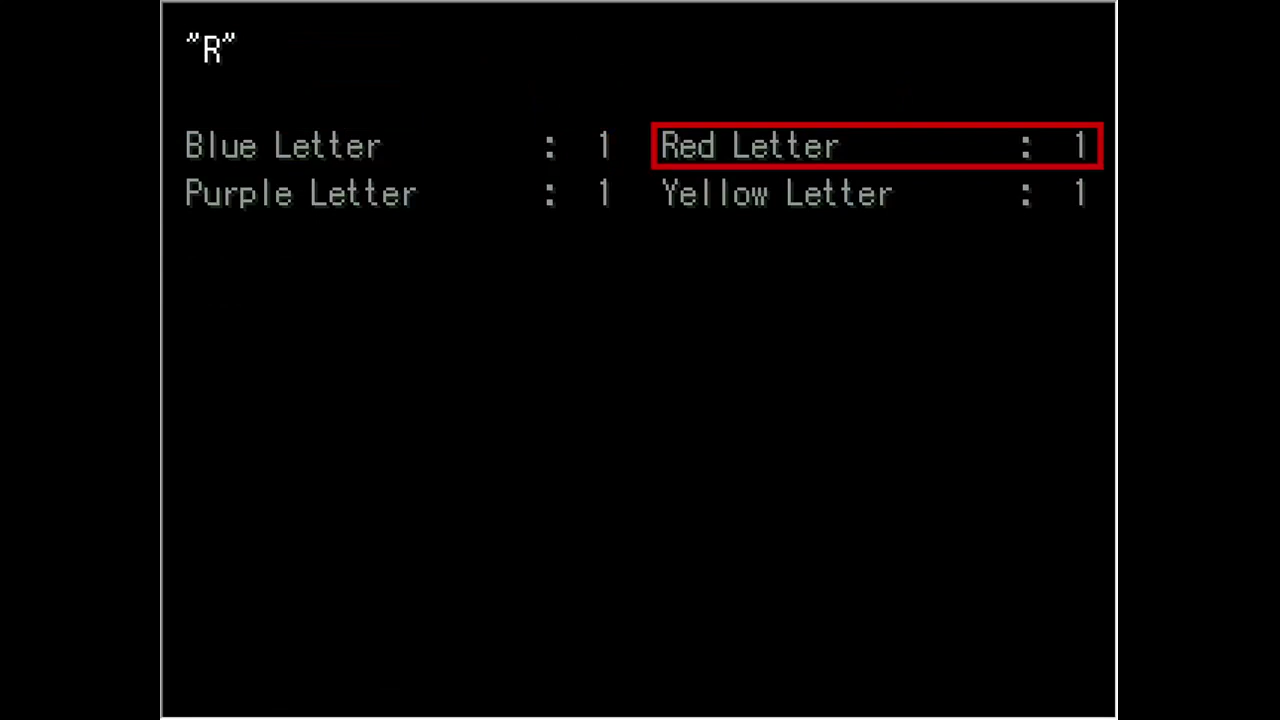 "R"
Blue Letter : 1 Red Letter : 1
Purple Letter : 1 Yellow Letter : 1